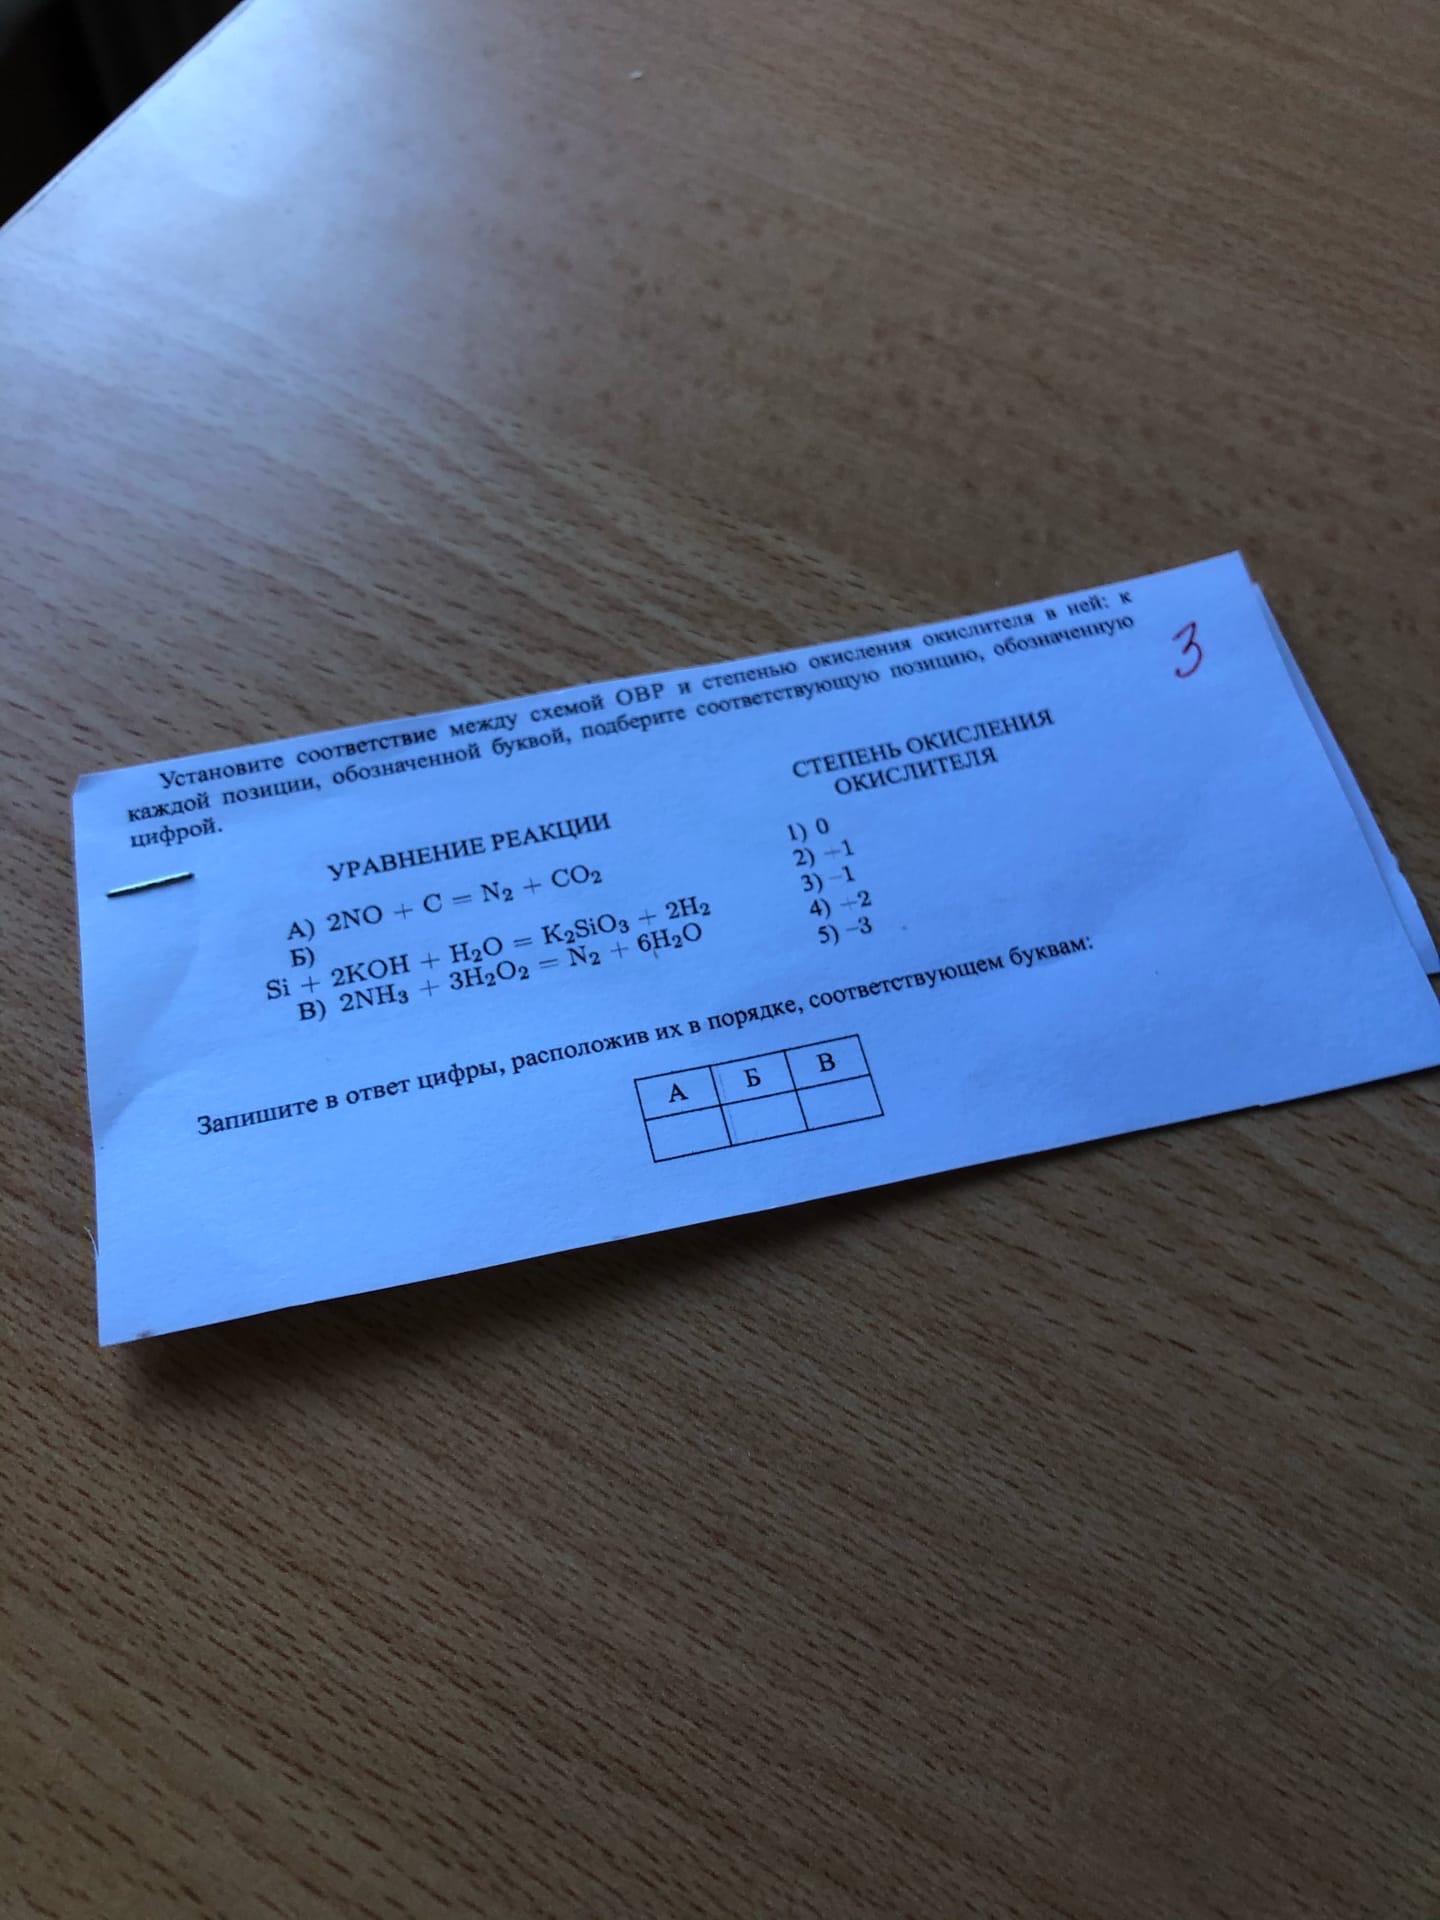 Установите соответствие между схемой ОВР и степенью окисления окислителя в ней: к
каждой позиции, обозначенной буквой, подберите соответствующую позицию, обозначенную
цифрой.
3
УРАВНЕНИЕ РЕАКЦИИ
А) 2NO + C = N₂ + CO₂
Б)
Si + 2KOH + H₂O = K₂SiO₃ + 2H₂
В) 2NH₃ + 3H₂O₂ = N₂ + 6H₂O
СТЕПЕНЬ ОКИСЛЕНИЯ
ОКИСЛИТЕЛЯ
1) 0
2) +1
3) –1
4) +2
5) –3
Запишите в ответ цифры, расположив их в порядке, соответствующем буквам:
А Б В